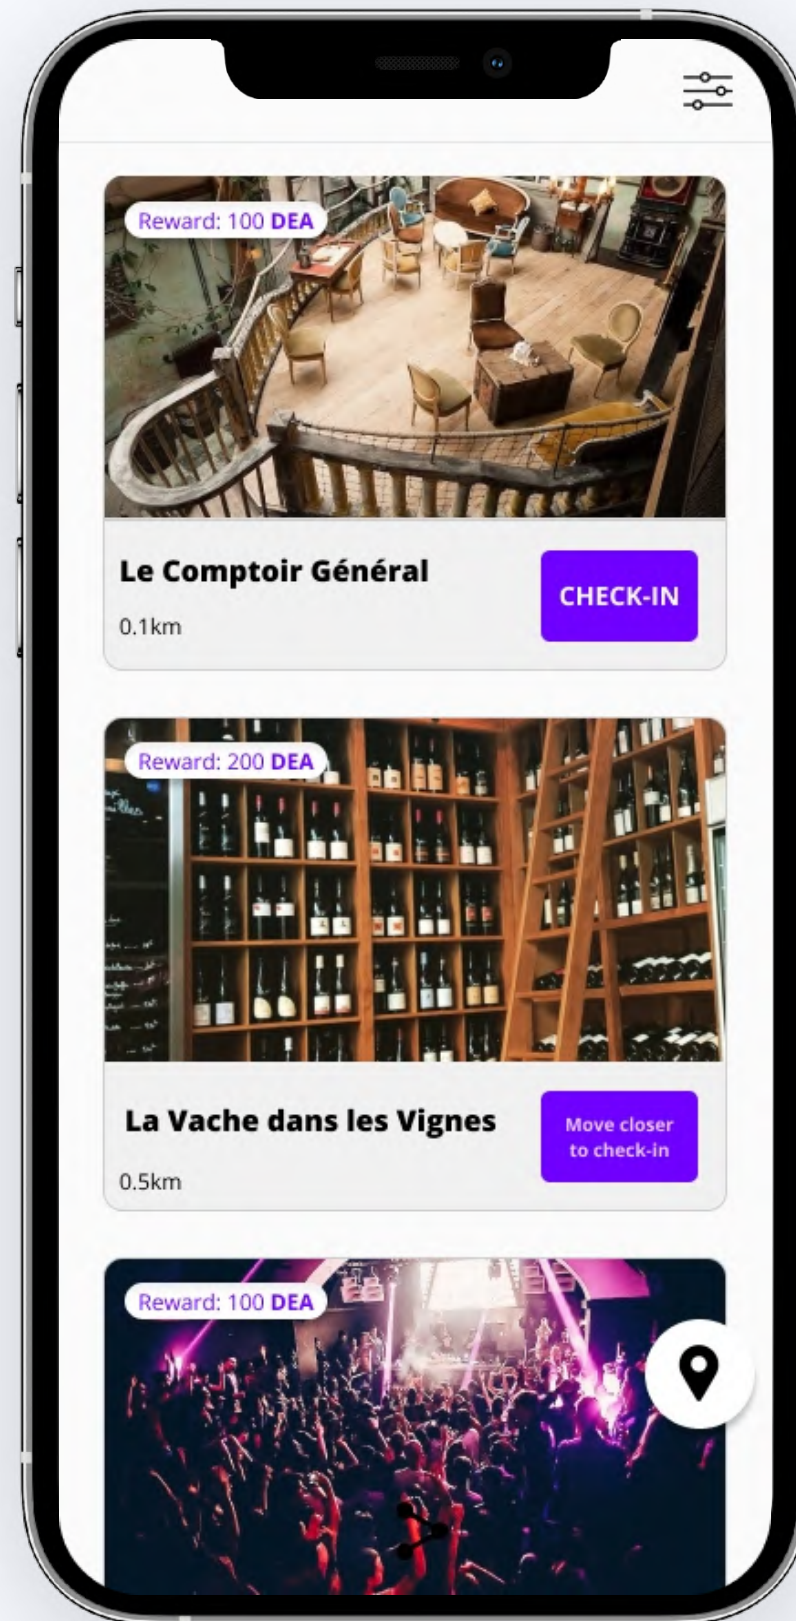 Reward: 100 DEA
Le Comptoir Général
CHECK-IN
0.1km
Reward: 200 DEA
La Vache dans les Vignes
Move closer
to check-in
0.5km
Reward: 100 DEA